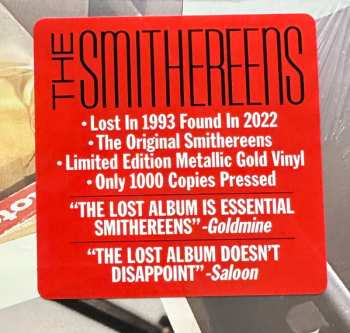 THE SMITHEREENS
• Lost In 1993 Found In 2022
• The Original Smithereens
• Limited Edition Metallic Gold Vinyl
• Only 1000 Copies Pressed
“THE LOST ALBUM IS ESSENTIAL
SMITHEREENS”-Goldmine
“THE LOST ALBUM DOESN’T
DISAPPOINT”-Saloon